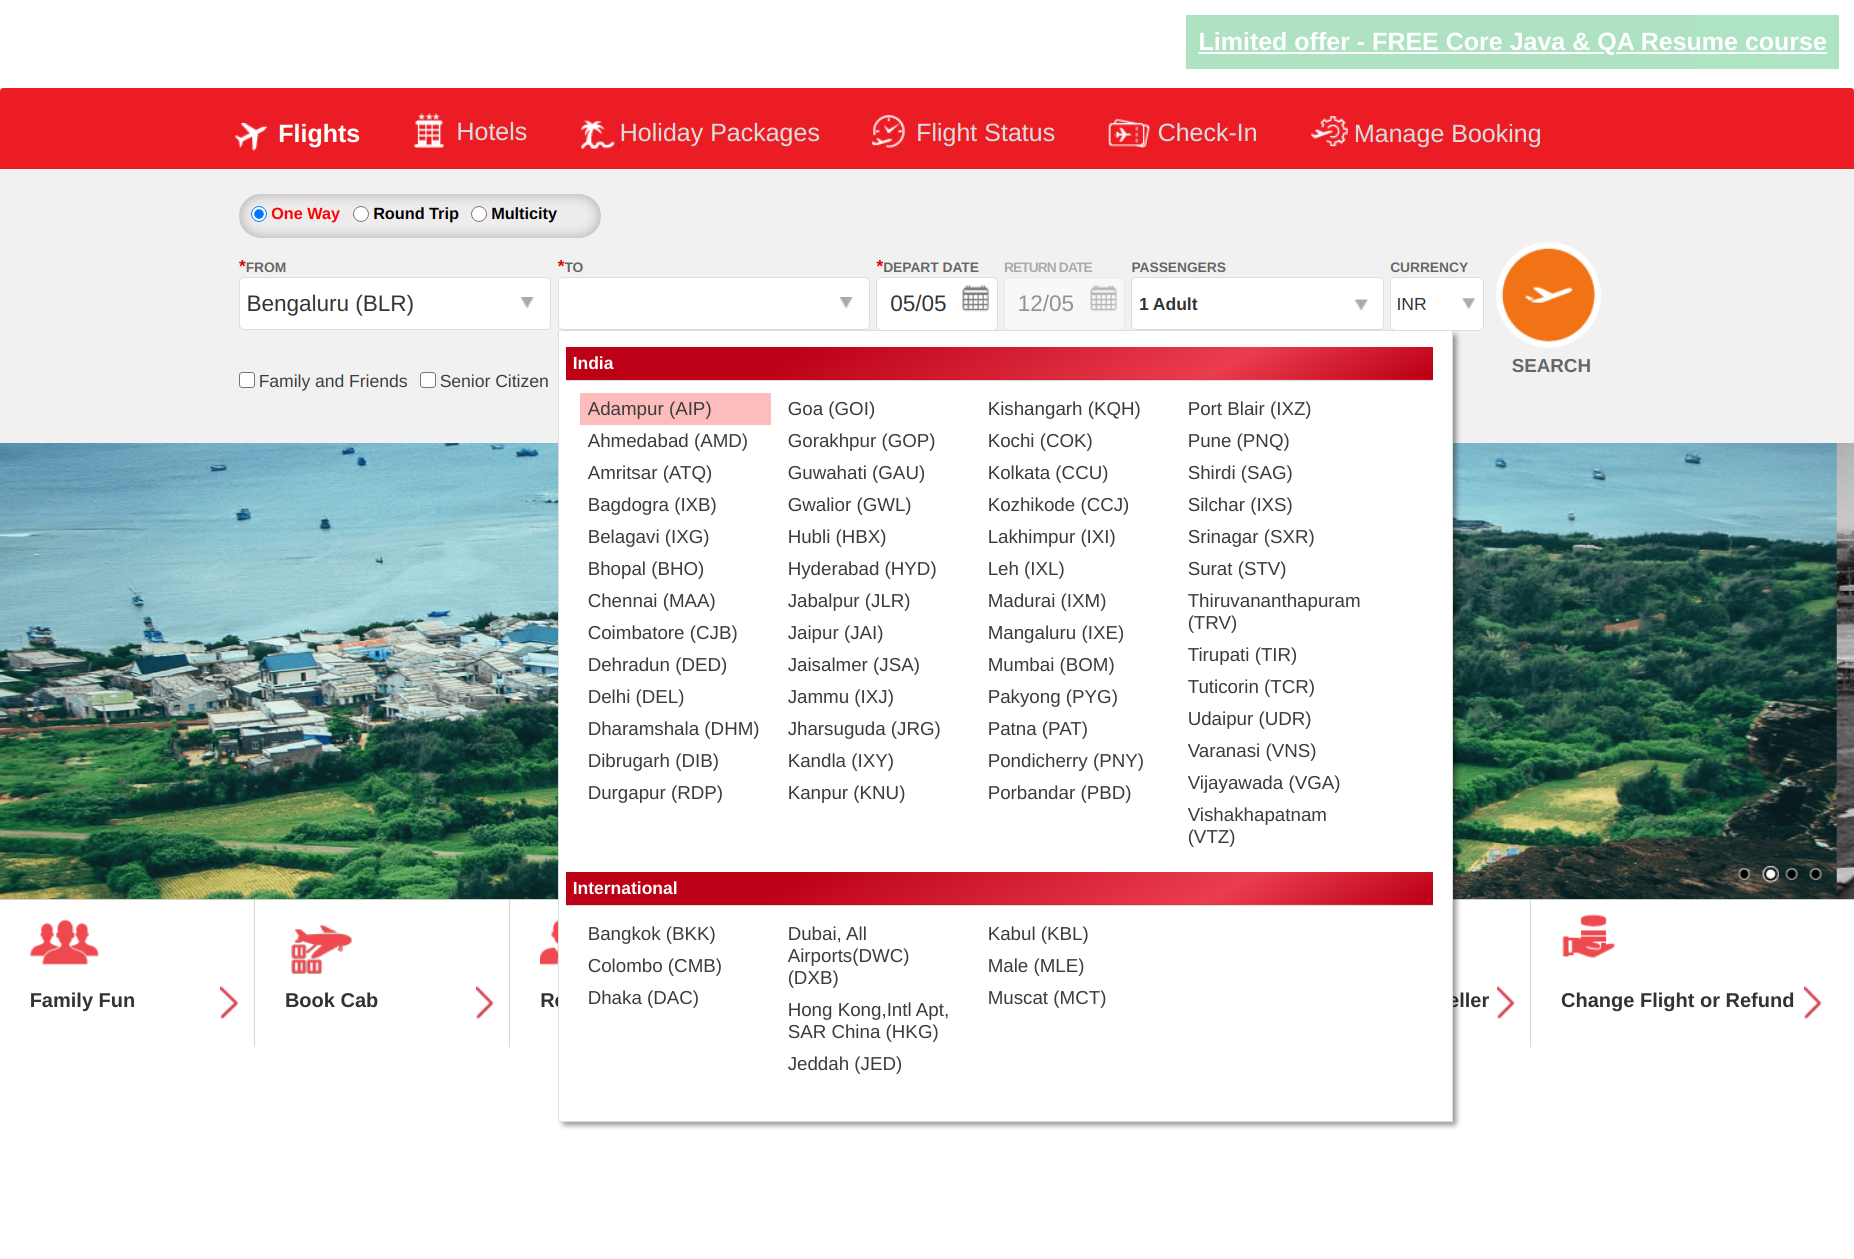 Limited offer - FREE Core Java & QA Resume course
Flights
Hotels
Holiday Packages
Flight Status
Check-In
Manage Booking
One Way
Round Trip
Multicity
*FROM
*TO
*DEPART DATE
RETURN DATE
PASSENGERS
CURRENCY
Bengaluru (BLR)
05/05
12/05
1 Adult
INR
SEARCH
Family and Friends
Senior Citizen
India
Adampur (AIP)
Ahmedabad (AMD)
Amritsar (ATQ)
Bagdogra (IXB)
Belagavi (IXG)
Bhopal (BHO)
Chennai (MAA)
Coimbatore (CJB)
Dehradun (DED)
Delhi (DEL)
Dharamshala (DHM)
Dibrugarh (DIB)
Durgapur (RDP)
Goa (GOI)
Gorakhpur (GOP)
Guwahati (GAU)
Gwalior (GWL)
Hubli (HBX)
Hyderabad (HYD)
Jabalpur (JLR)
Jaipur (JAI)
Jaisalmer (JSA)
Jammu (IXJ)
Jharsuguda (JRG)
Kandla (IXY)
Kanpur (KNU)
Kishangarh (KQH)
Kochi (COK)
Kolkata (CCU)
Kozhikode (CCJ)
Lakhimpur (IXI)
Leh (IXL)
Madurai (IXM)
Mangaluru (IXE)
Mumbai (BOM)
Pakyong (PYG)
Patna (PAT)
Pondicherry (PNY)
Porbandar (PBD)
Port Blair (IXZ)
Pune (PNQ)
Shirdi (SAG)
Silchar (IXS)
Srinagar (SXR)
Surat (STV)
Thiruvananthapuram
(TRV)
Tirupati (TIR)
Tuticorin (TCR)
Udaipur (UDR)
Varanasi (VNS)
Vijayawada (VGA)
Vishakhapatnam
(VTZ)
International
Bangkok (BKK)
Colombo (CMB)
Dhaka (DAC)
Dubai, All
Airports(DWC)
(DXB)
Hong Kong,Intl Apt,
SAR China (HKG)
Jeddah (JED)
Kabul (KBL)
Male (MLE)
Muscat (MCT)
Family Fun
Book Cab
Change Flight or Refund